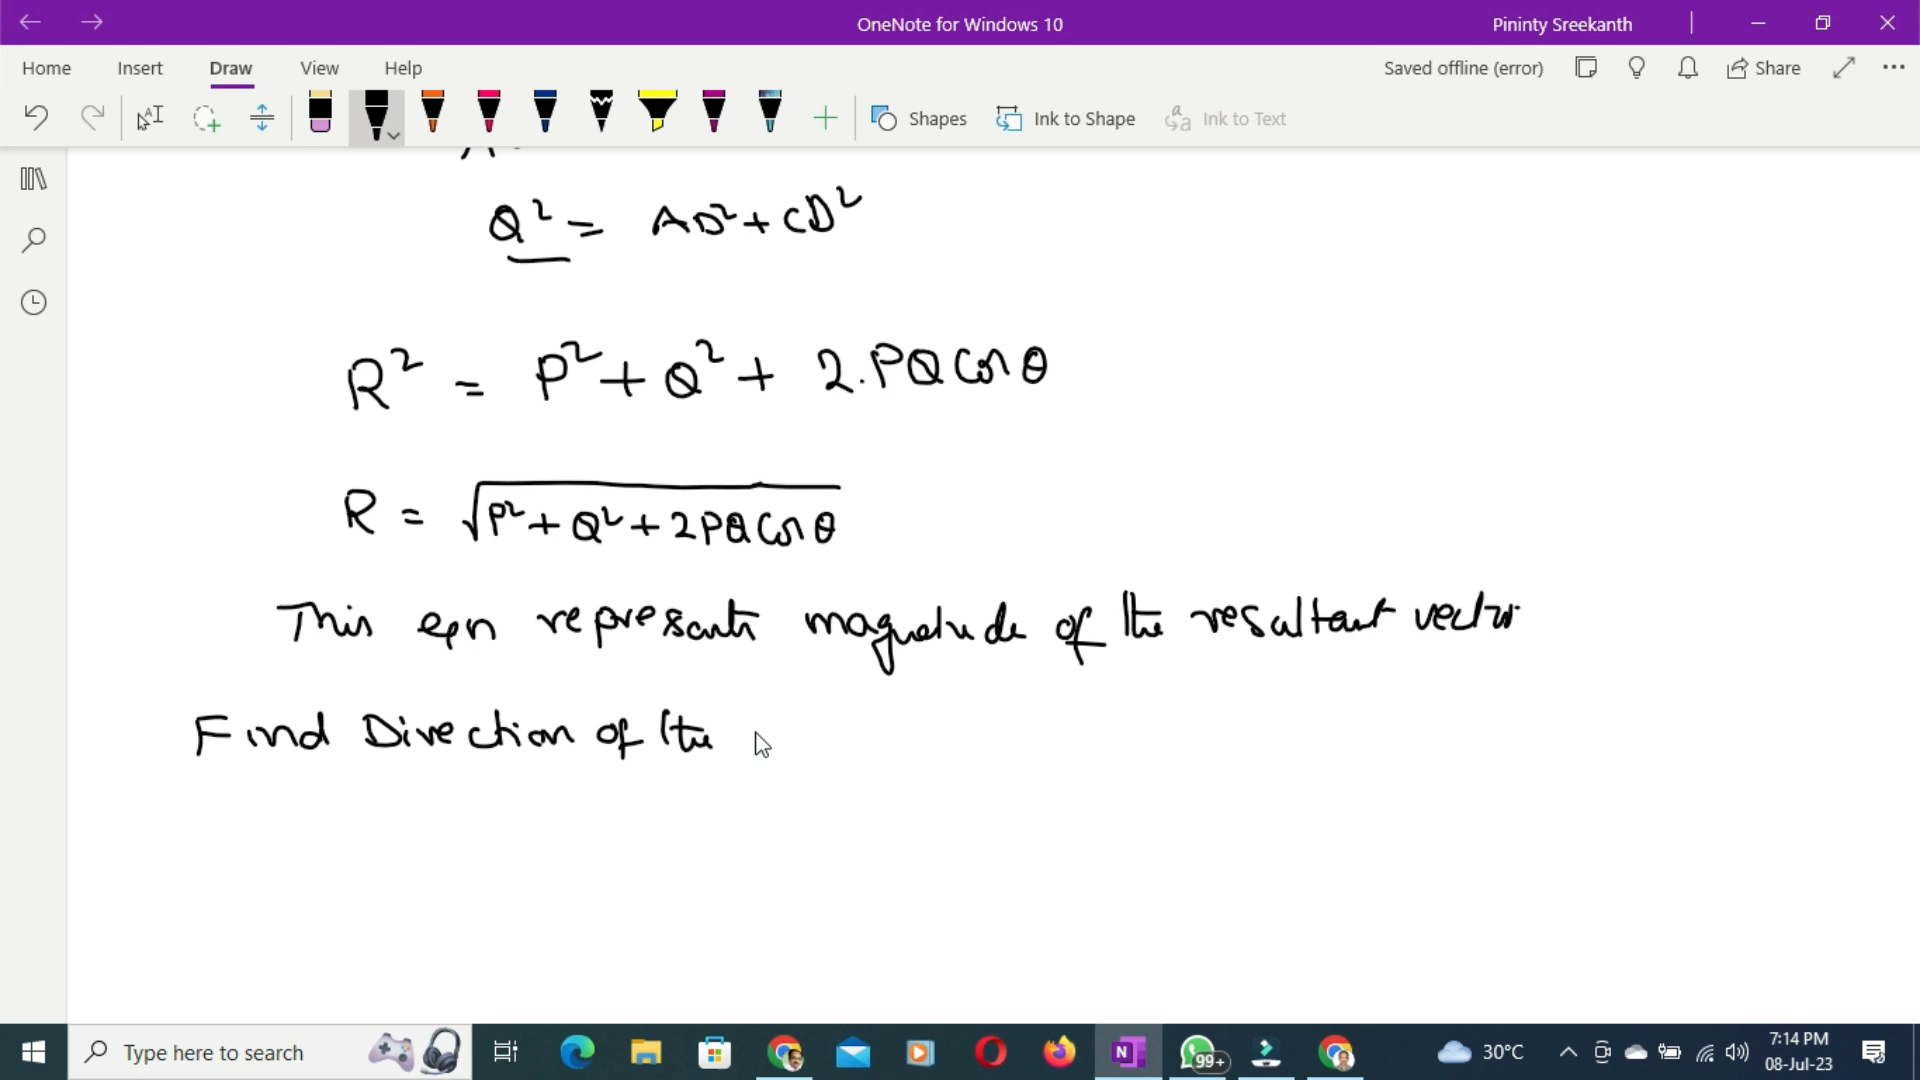 OneNote for Windows 10
Pininty Sreekanth
Home Insert Draw View Help
Saved offline (error) Share
Shapes Ink to Shape Ink to Text
Q² = AD² + CD²
R² = P² + Q² + 2.PQ Cos θ
R = √P² + Q² + 2PQ Cos θ
This eqn represents magnitude of the resultant vector
Find Direction of the
Type here to search
99+
30°C
7:14 PM
08-Jul-23